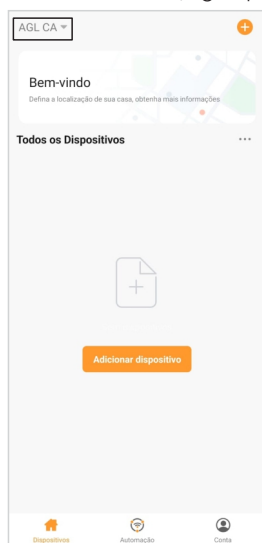 AGL CA
Bem-vindo
Defina a localização de sua casa, obtenha mais informações
Todos os Dispositivos
Adicionar dispositivo
Dispositivos
Automação
Conta